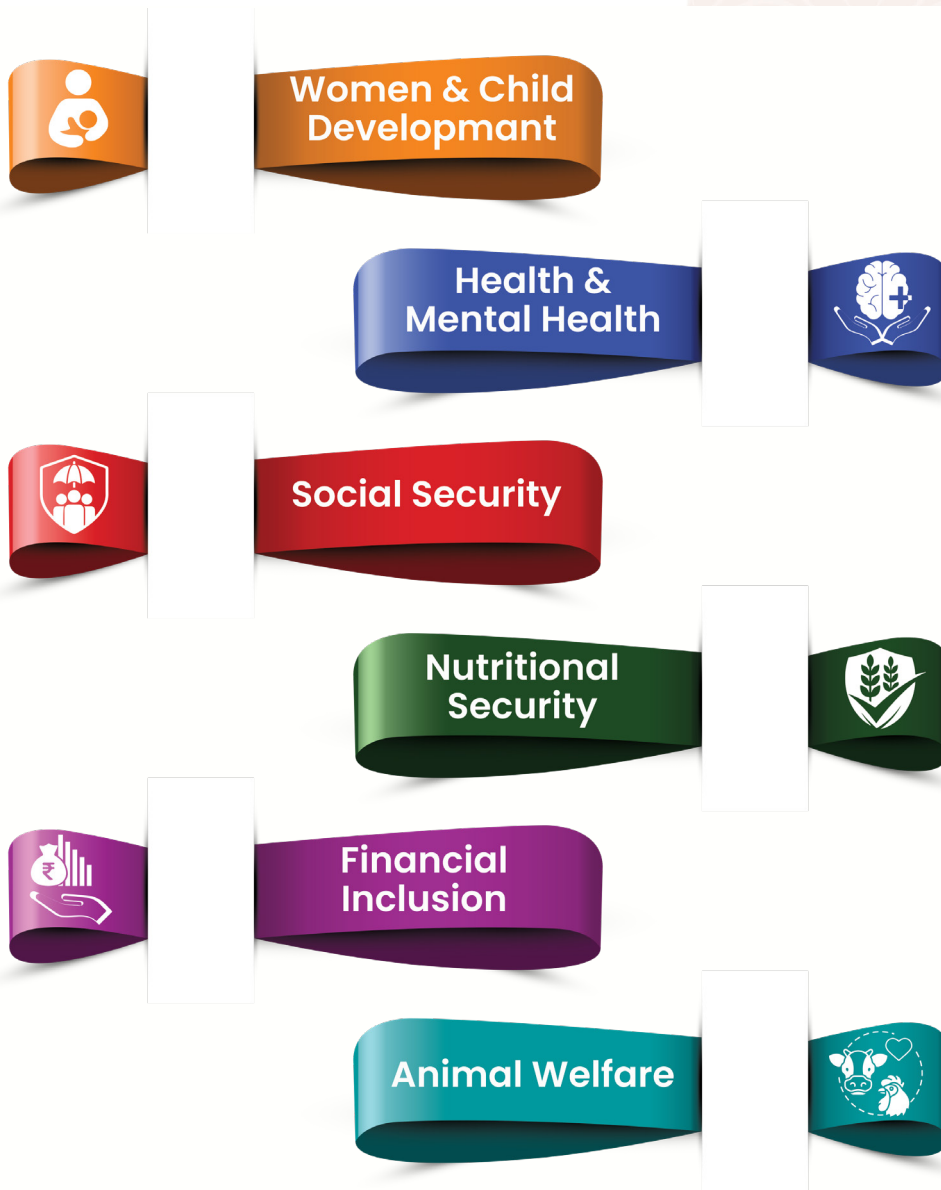 Women & Child
Developmant
Health &
Mental Health
Social Security
Nutritional
Security
₹
Financial
Inclusion
Animal Welfare